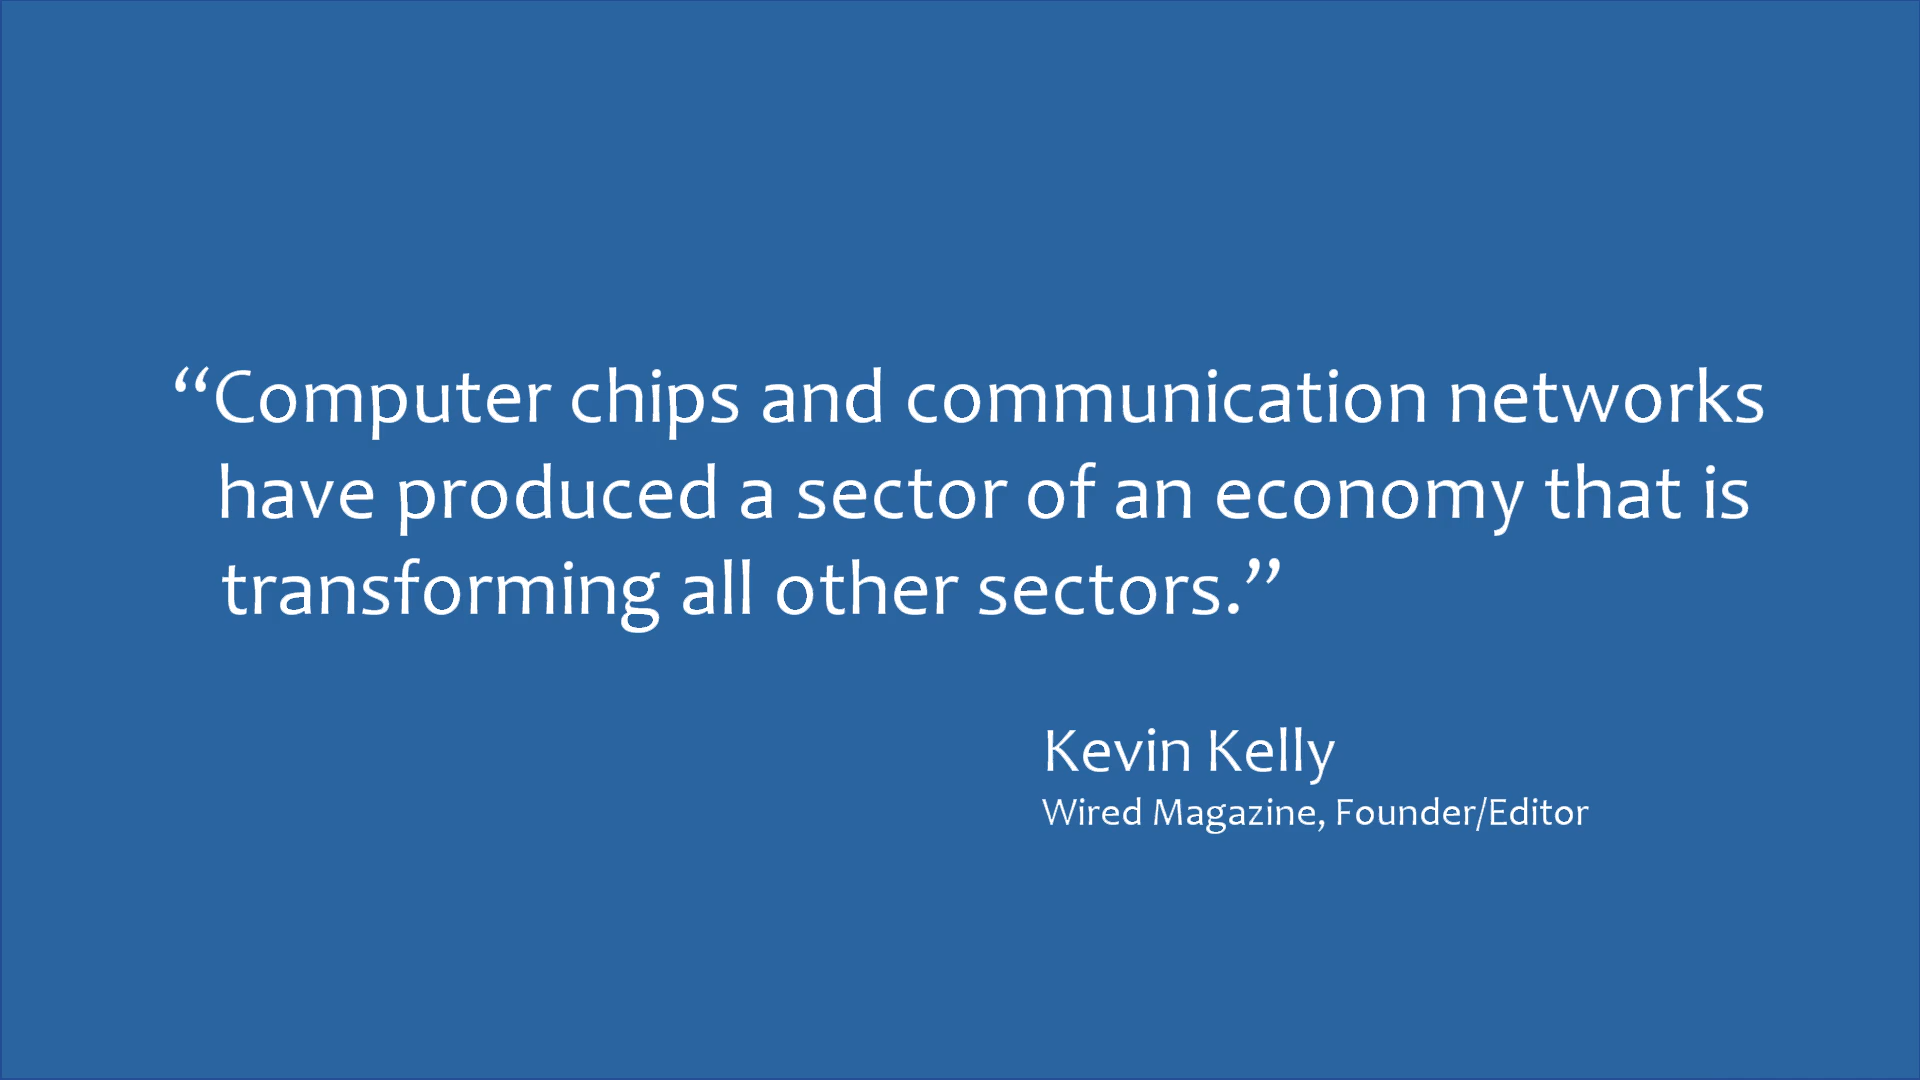 “Computer chips and communication networks
have produced a sector of an economy that is
transforming all other sectors.”
Kevin Kelly
Wired Magazine, Founder/Editor